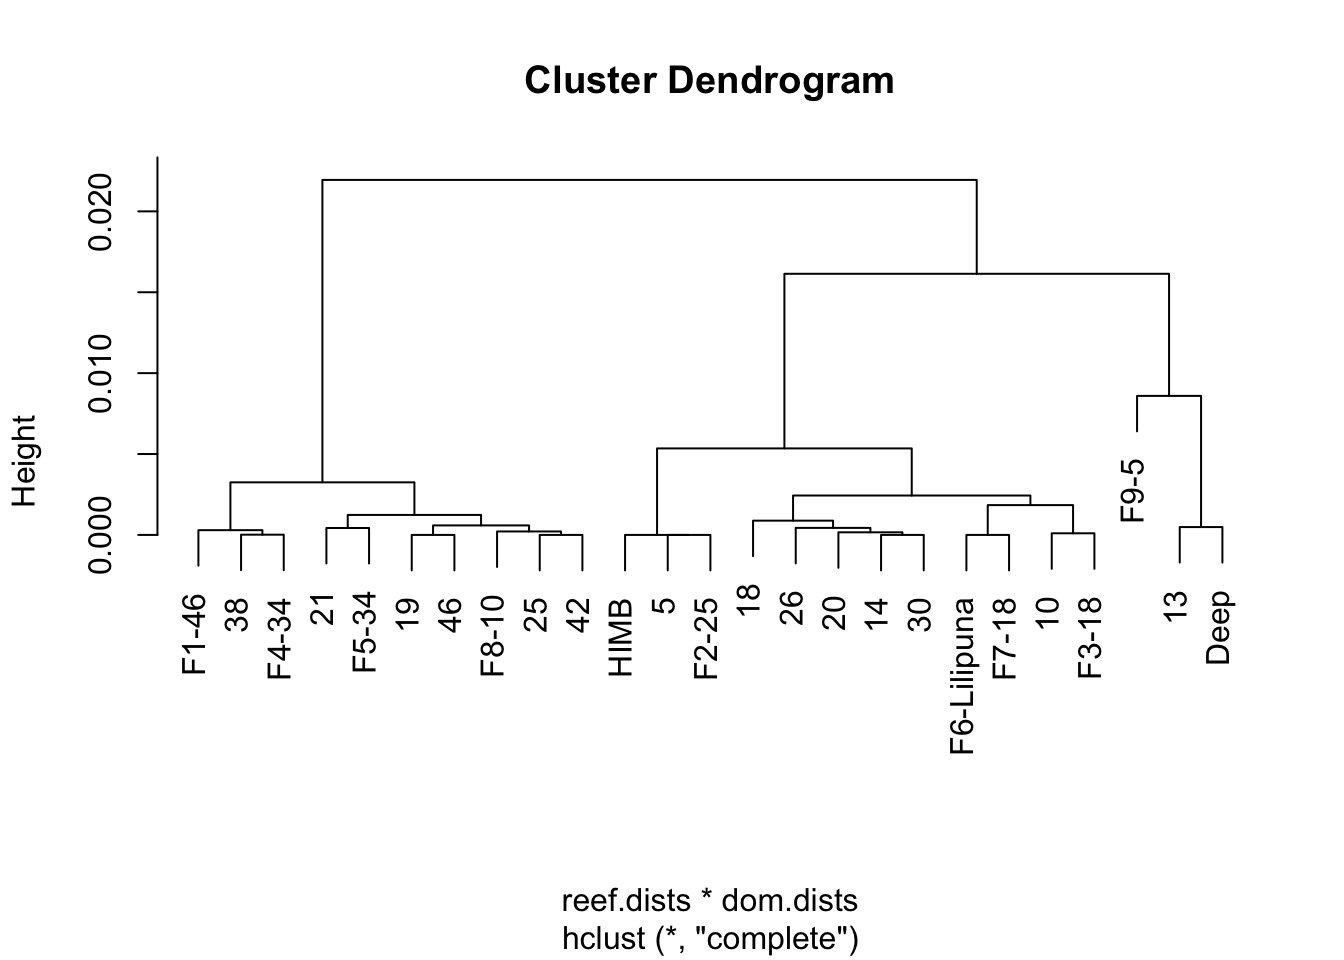 Cluster Dendrogram
Height
0.020
0.010
0.000
F1-46
38
F4-34
21
F5-34
19
46
F8-10
25
42
HIMB
5
F2-25
18
26
20
14
30
F6-Lilipuna
F7-18
10
F3-18
F9-5
13
Deep
reef.dists * dom.dists
hclust (*, "complete")